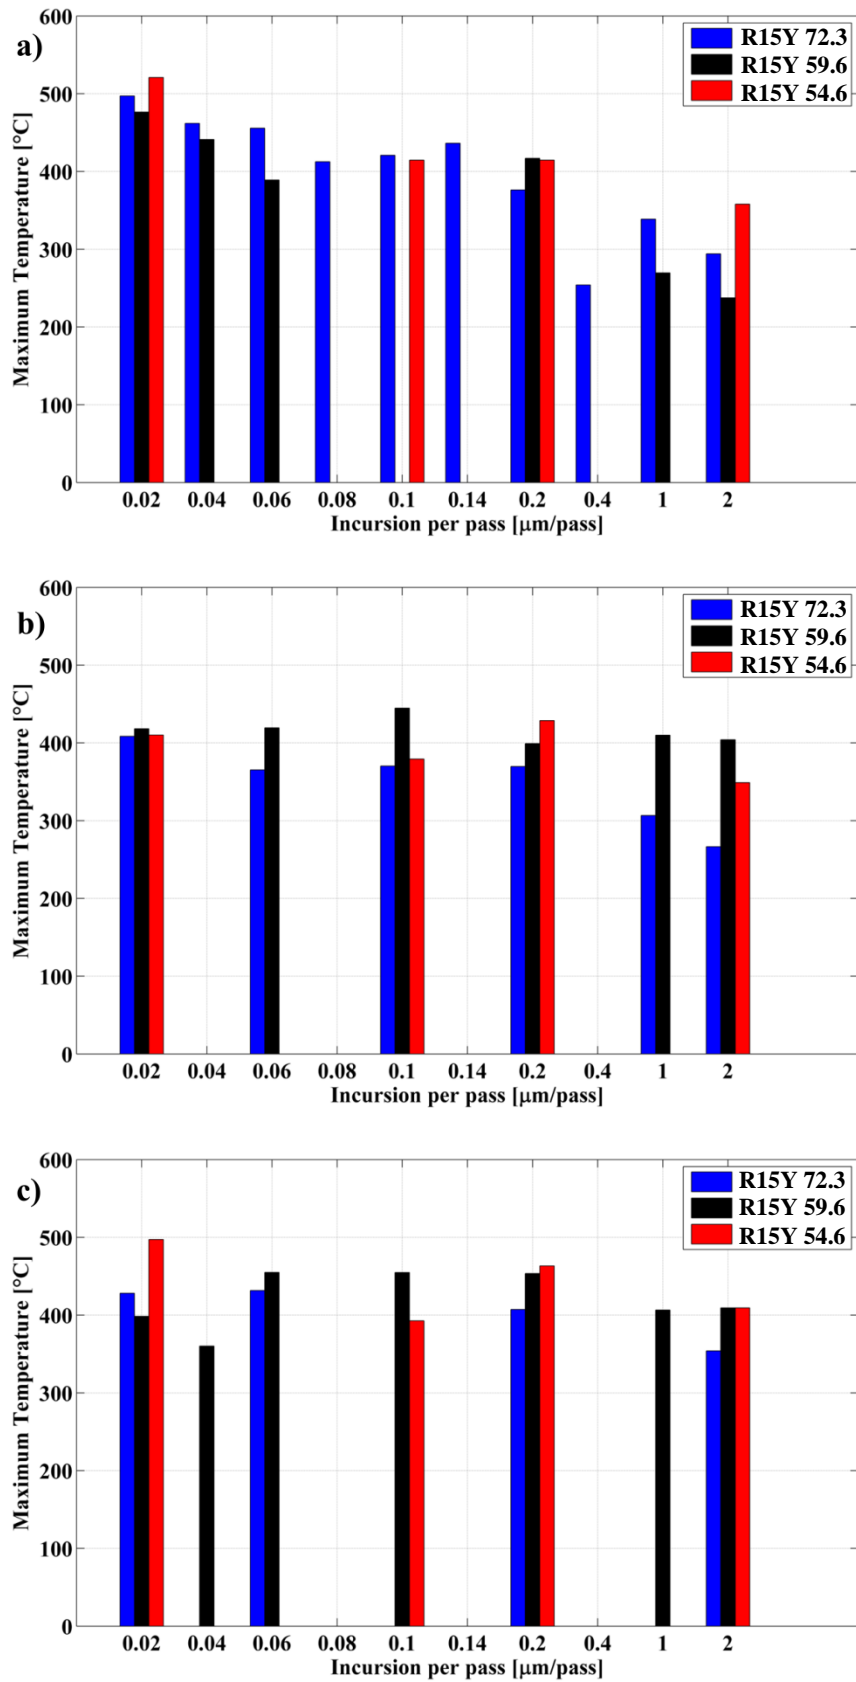 a)
R15Y 72.3
R15Y 59.6
R15Y 54.6
Maximum Temperature [°C]
600
500
400
300
200
100
0
0.02 0.04 0.06 0.08 0.1 0.14 0.2 0.4 1 2
Incursion per pass [μm/pass]
b)
R15Y 72.3
R15Y 59.6
R15Y 54.6
Maximum Temperature [°C]
600
500
400
300
200
100
0
0.02 0.04 0.06 0.08 0.1 0.14 0.2 0.4 1 2
Incursion per pass [μm/pass]
c)
R15Y 72.3
R15Y 59.6
R15Y 54.6
Maximum Temperature [°C]
600
500
400
300
200
100
0
0.02 0.04 0.06 0.08 0.1 0.14 0.2 0.4 1 2
Incursion per pass [μm/pass]